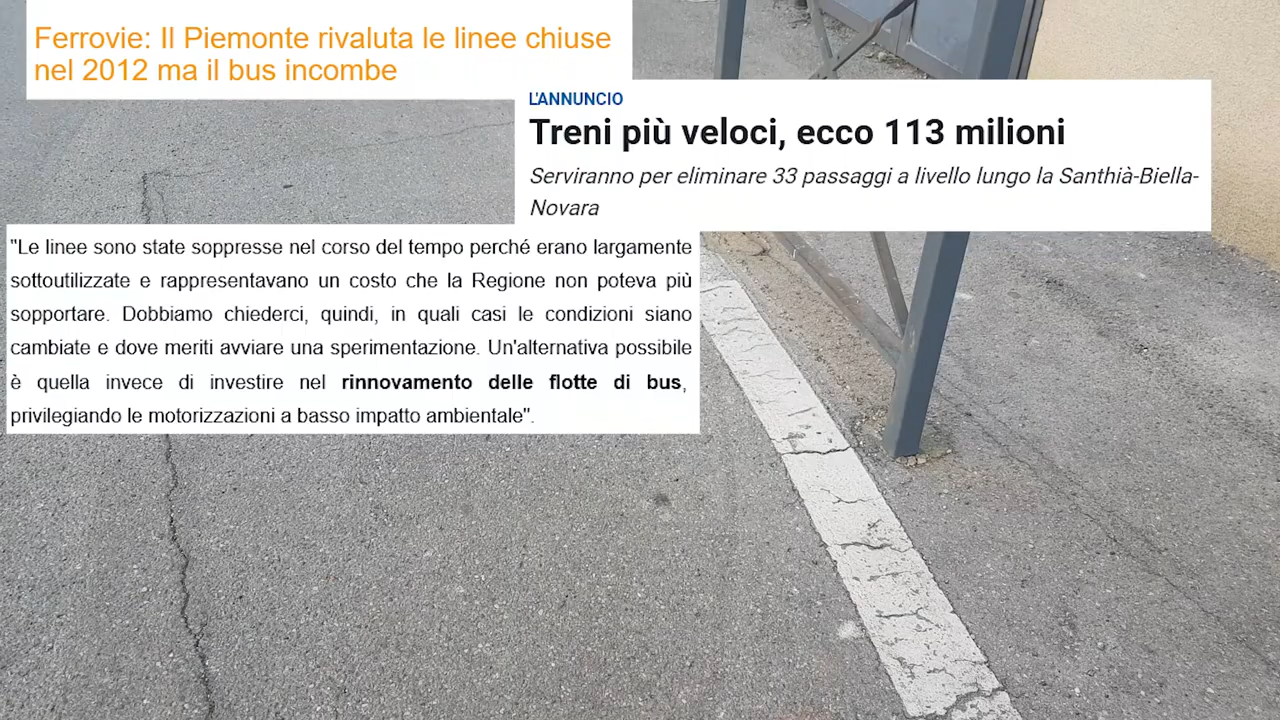 Ferrovie: Il Piemonte rivaluta le linee chiuse
nel 2012 ma il bus incombe
L'ANNUNCIO
Treni più veloci, ecco 113 milioni
Serviranno per eliminare 33 passaggi a livello lungo la Santhià-Biella-
Novara
"Le linee sono state soppresse nel corso del tempo perché erano largamente
sottoutilizzate e rappresentavano un costo che la Regione non poteva più
sopportare. Dobbiamo chiederci, quindi, in quali casi le condizioni siano
cambiate e dove meriti avviare una sperimentazione. Un'alternativa possibile
è quella invece di investire nel rinnovamento delle flotte di bus,
privilegiando le motorizzazioni a basso impatto ambientale".